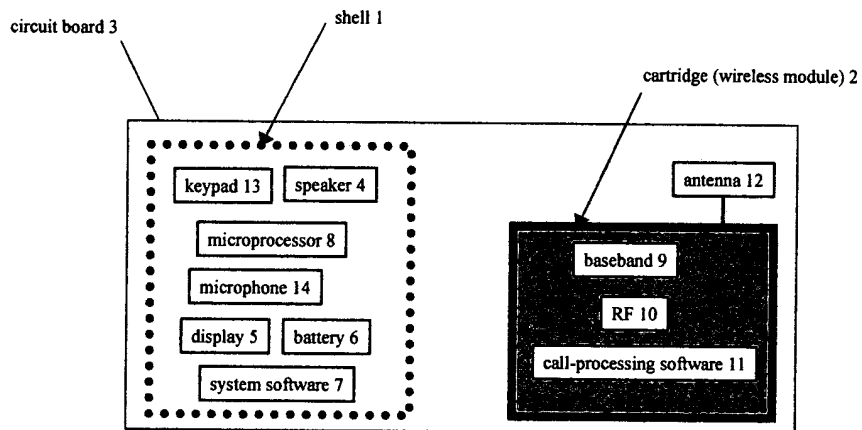 shell 1
circuit board 3
cartridge (wireless module) 2
keypad 13
speaker 4
antenna 12
microprocessor 8
baseband 9
microphone 14
RF 10
display 5
battery 6
call-processing software 11
system software 7